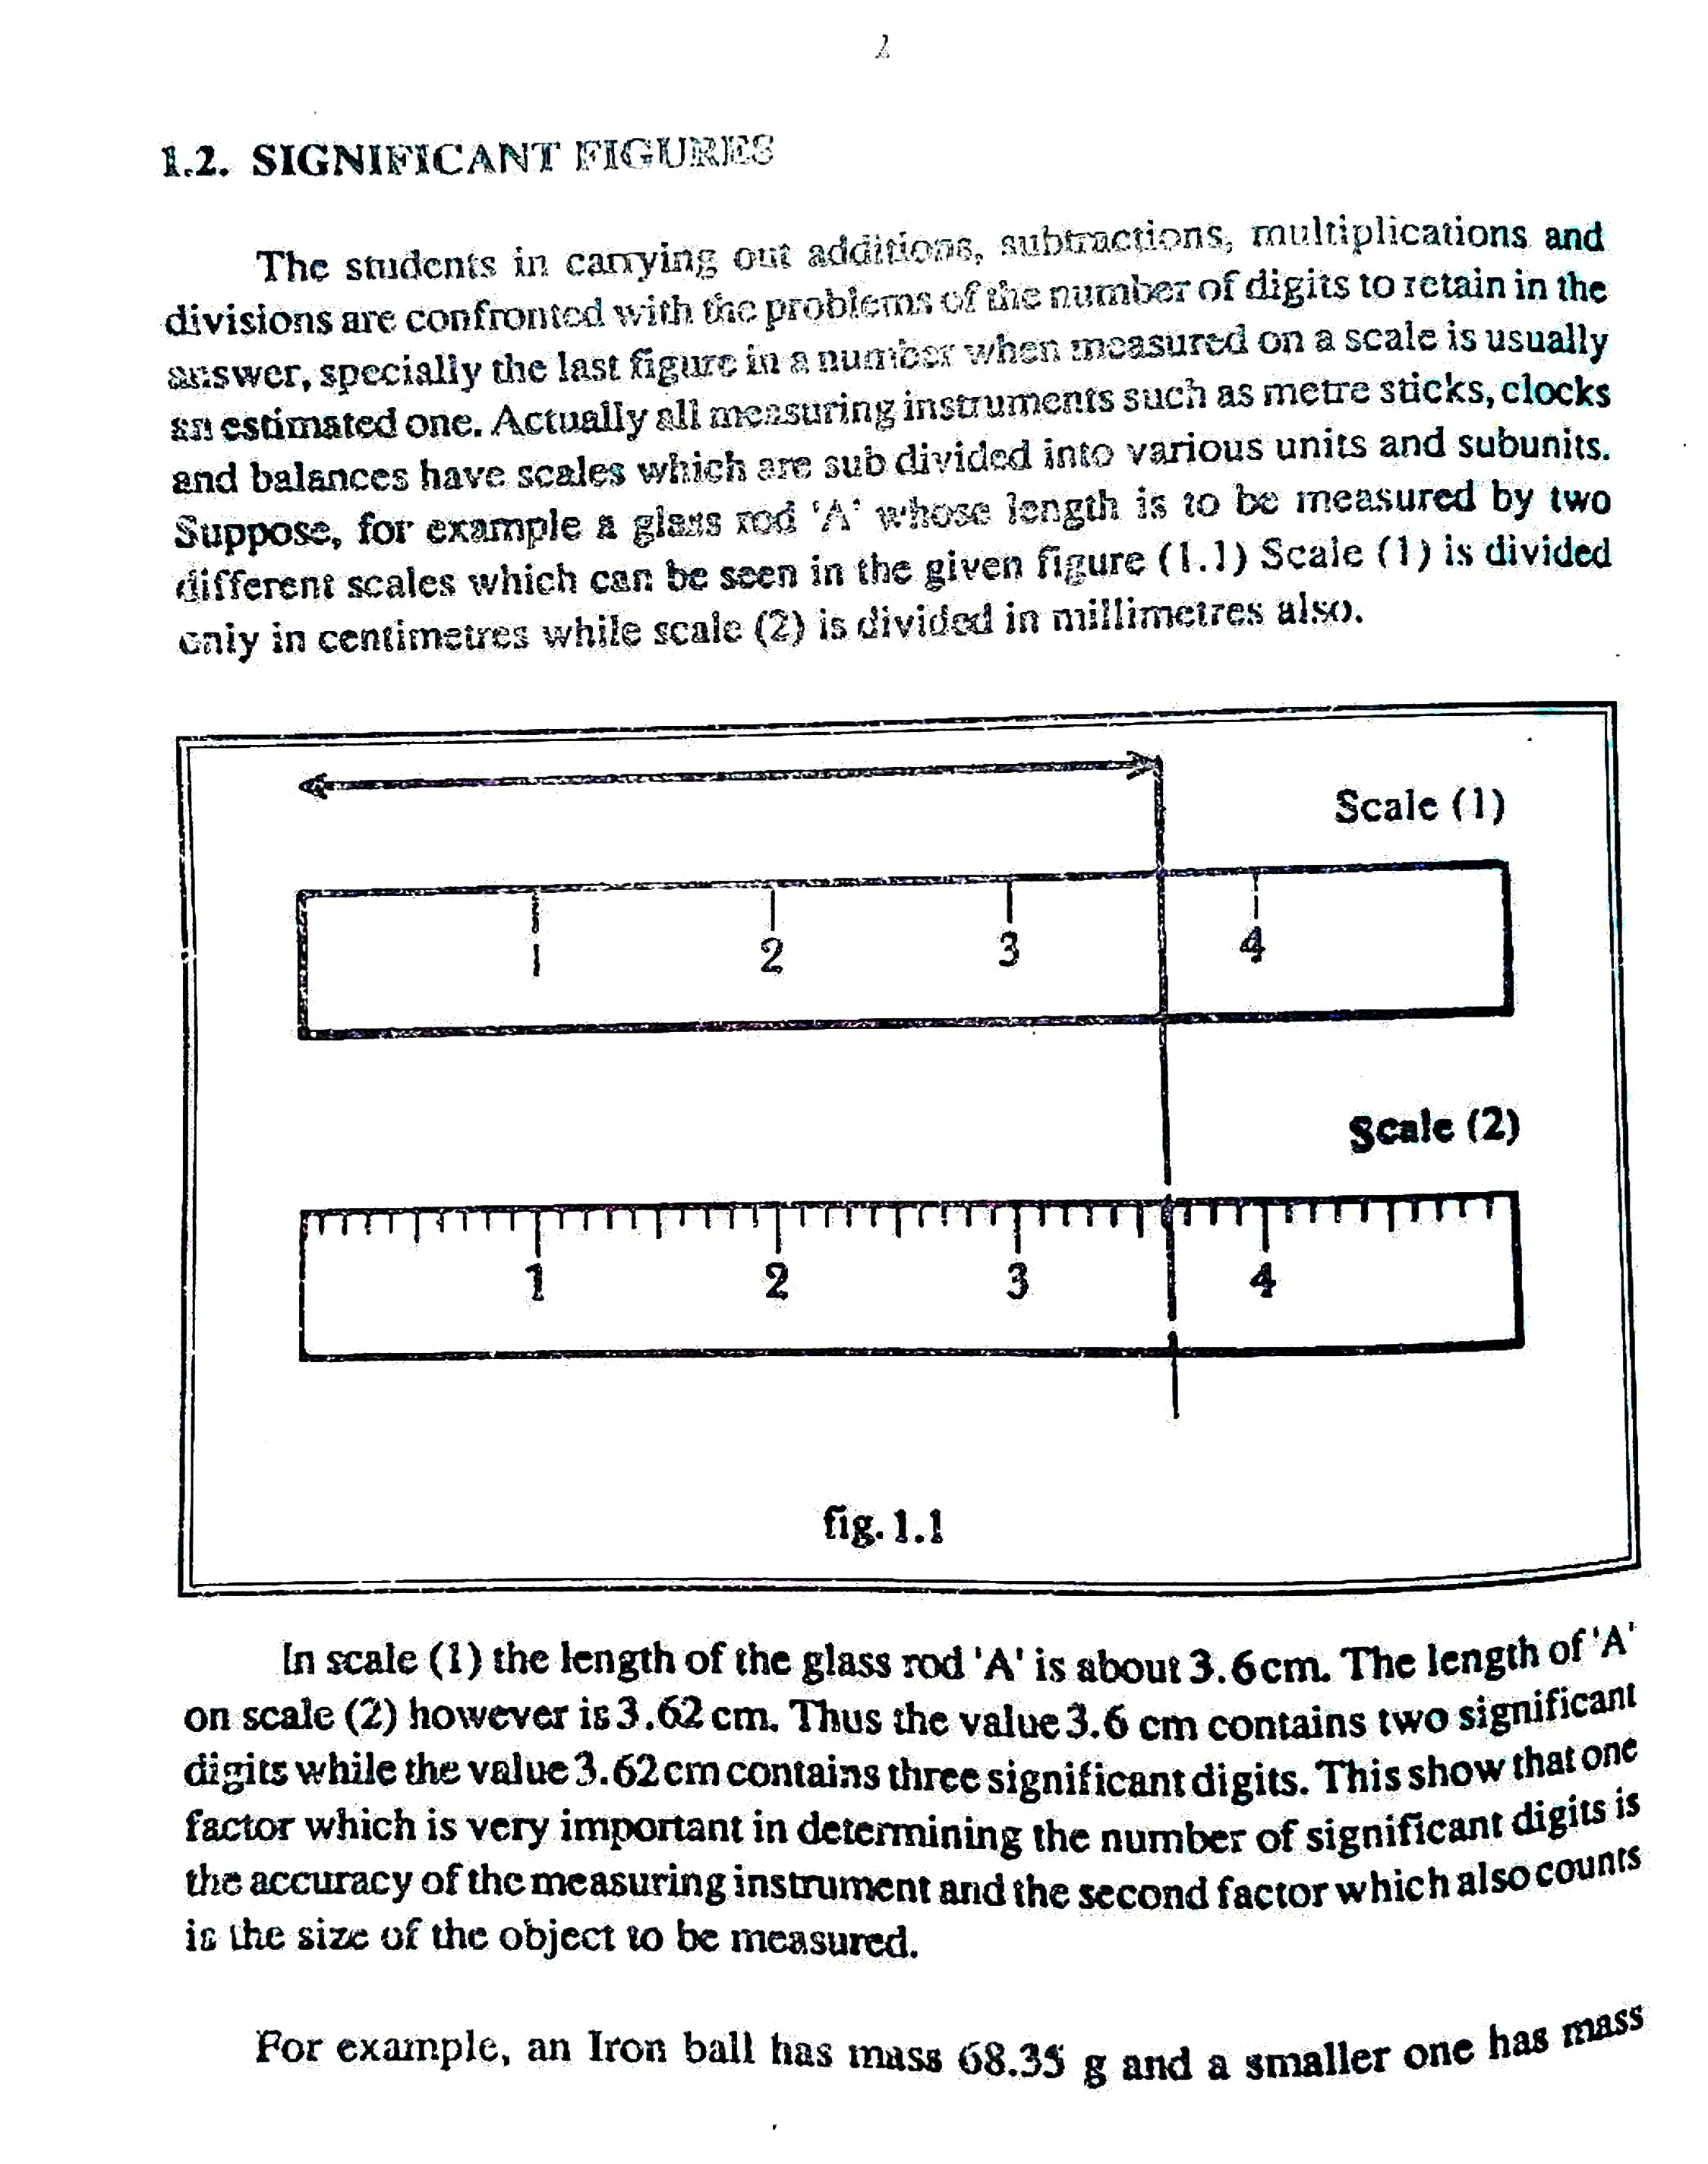 2
1.2. SIGNIFICANT FIGURES
The students in carrying out additions, subtractions, multiplications and
divisions are confronted with the problems of the number of digits to retain in the
answer, specially the last figure in a number when measured on a scale is usually
an estimated one. Actually all measuring instruments such as metre sticks, clocks
and balances have scales which are sub divided into various units and subunits.
Suppose, for example a glass rod 'A' whose length is to be measured by two
different scales which can be seen in the given figure (1.1) Scale (1) is divided
only in centimetres while scale (2) is divided in millimetres also.
Scale (1)
1 2 3 4
Scale (2)
1 2 3 4
fig. 1.1
In scale (1) the length of the glass rod 'A' is about 3.6cm. The length of 'A'
on scale (2) however is 3.62 cm. Thus the value 3.6 cm contains two significant
digits while the value 3.62 cm contains three significant digits. This show that one
factor which is very important in determining the number of significant digits is
the accuracy of the measuring instrument and the second factor which also counts
is the size of the object to be measured.
For example, an Iron ball has mass 68.35 g and a smaller one has mass